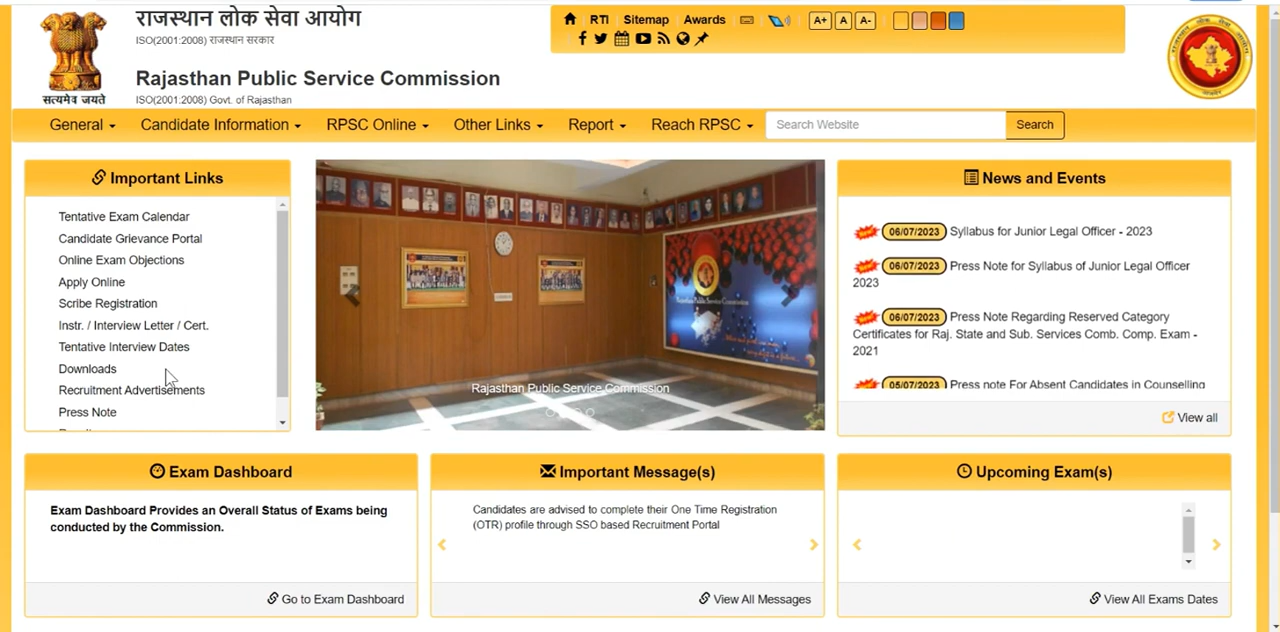 राजस्थान लोक सेवा आयोग
ISO(2001:2008) राजस्थान सरकार
Rajasthan Public Service Commission
ISO(2001:2008) Govt. of Rajasthan
सत्यमेव जयते
RTI Sitemap Awards A+ A A-
General Candidate Information RPSC Online Other Links Report Reach RPSC Search Website Search
Important Links
Tentative Exam Calendar
Candidate Grievance Portal
Online Exam Objections
Apply Online
Scribe Registration
Instr. / Interview Letter / Cert.
Tentative Interview Dates
Downloads
Recruitment Advertisements
Press Note
Rajasthan Public Service Commission
Rajasthan Public Service Commission
News and Events
06/07/2023 Syllabus for Junior Legal Officer - 2023
06/07/2023 Press Note for Syllabus of Junior Legal Officer
2023
06/07/2023 Press Note Regarding Reserved Category
Certificates for Raj. State and Sub. Services Comb. Comp. Exam -
2021
05/07/2023 Press note For Absent Candidates in Counselling
View all
Exam Dashboard
Exam Dashboard Provides an Overall Status of Exams being
conducted by the Commission.
Go to Exam Dashboard
Important Message(s)
Candidates are advised to complete their One Time Registration
(OTR) profile through SSO based Recruitment Portal
View All Messages
Upcoming Exam(s)
View All Exams Dates